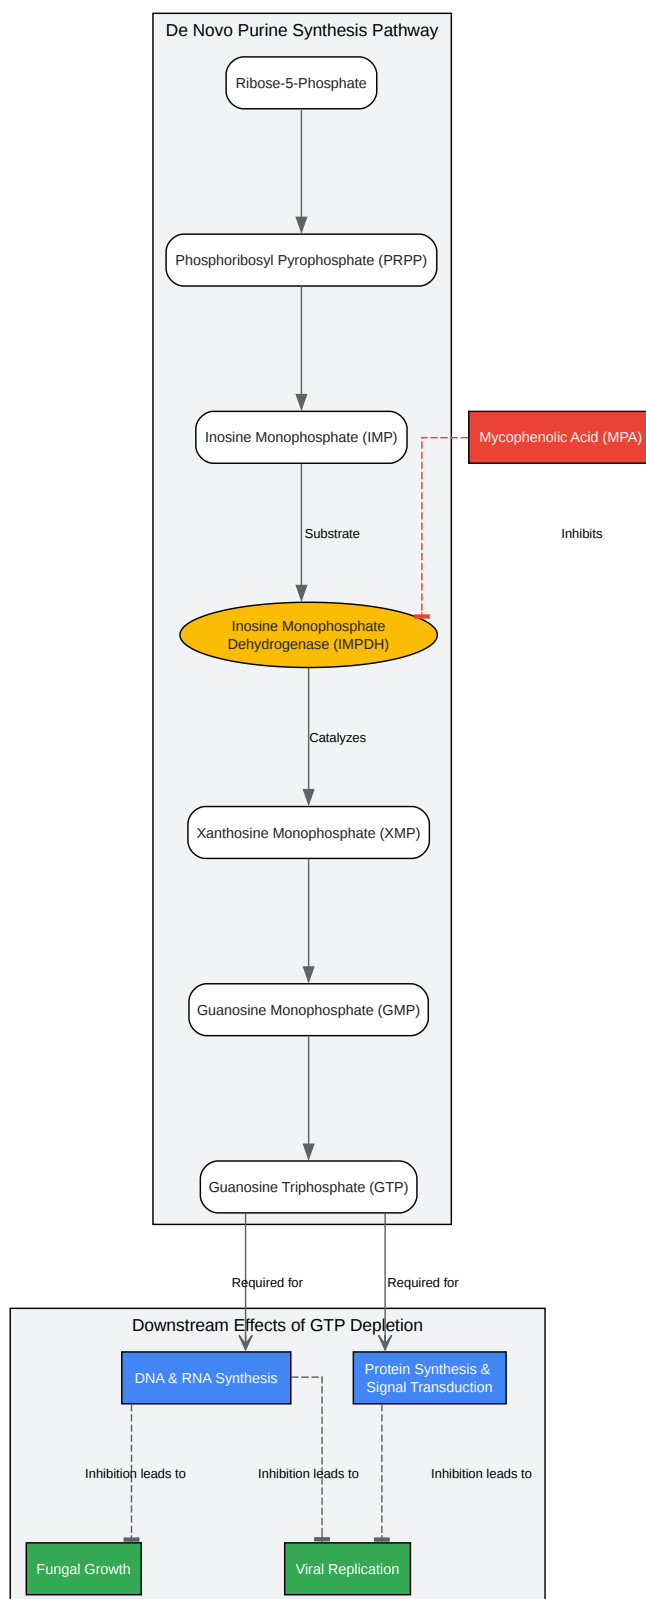 De Novo Purine Synthesis Pathway
Ribose-5-Phosphate
Phosphoribosyl Pyrophosphate (PRPP)
Inosine Monophosphate (IMP)
Mycophenolic Acid (MPA)
Substrate
Inhibits
Inosine Monophosphate
Dehydrogenase (IMPDH)
Catalyzes
Xanthosine Monophosphate (XMP)
Guanosine Monophosphate (GMP)
Guanosine Triphosphate (GTP)
Required for
Required for
Downstream Effects of GTP Depletion
DNA & RNA Synthesis
Protein Synthesis &
Signal Transduction
Inhibition leads to
Inhibition leads to
Inhibition leads to
Fungal Growth
Viral Replication